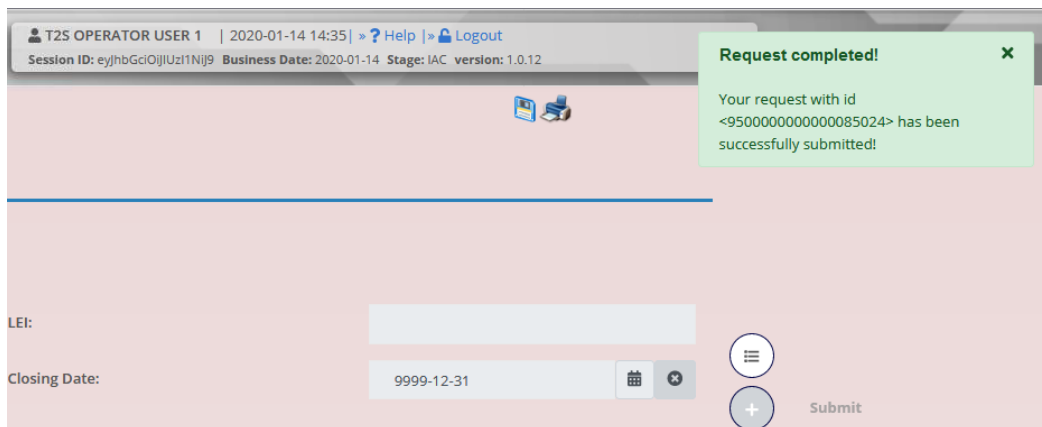 T2S OPERATOR USER 1 | 2020-01-14 14:35| » ? Help |» Logout
Session ID: eyJhbGciOiJIUzI1NiJ9 Business Date: 2020-01-14 Stage: IAC version: 1.0.12
Request completed!
Your request with id
<9500000000000085024> has been
successfully submitted!
LEI:
Closing Date:
9999-12-31
Submit